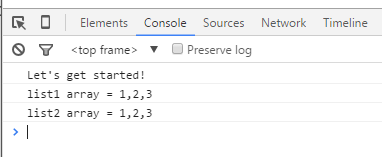 Elements Console Sources Network Timeline
<top frame> ▼ Preserve log
Let's get started!
list1 array = 1,2,3
list2 array = 1,2,3
>